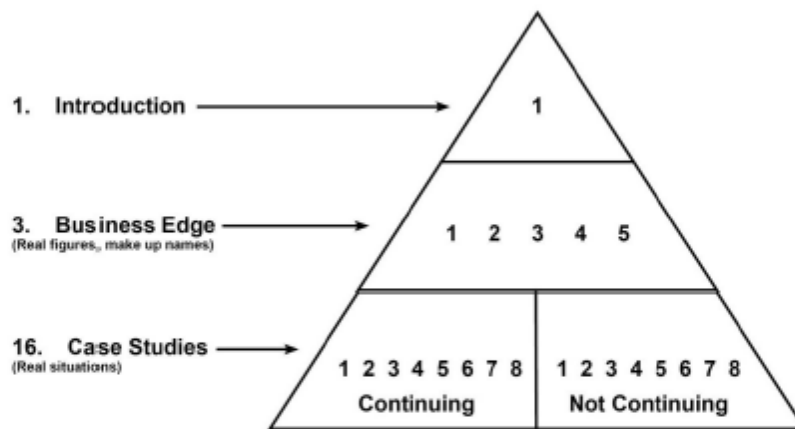 1. Introduction
1
3. Business Edge
(Real figures,, make up names)
1 2 3 4 5
16. Case Studies
(Real situations)
1 2 3 4 5 6 7 8
Continuing
1 2 3 4 5 6 7 8
Not Continuing